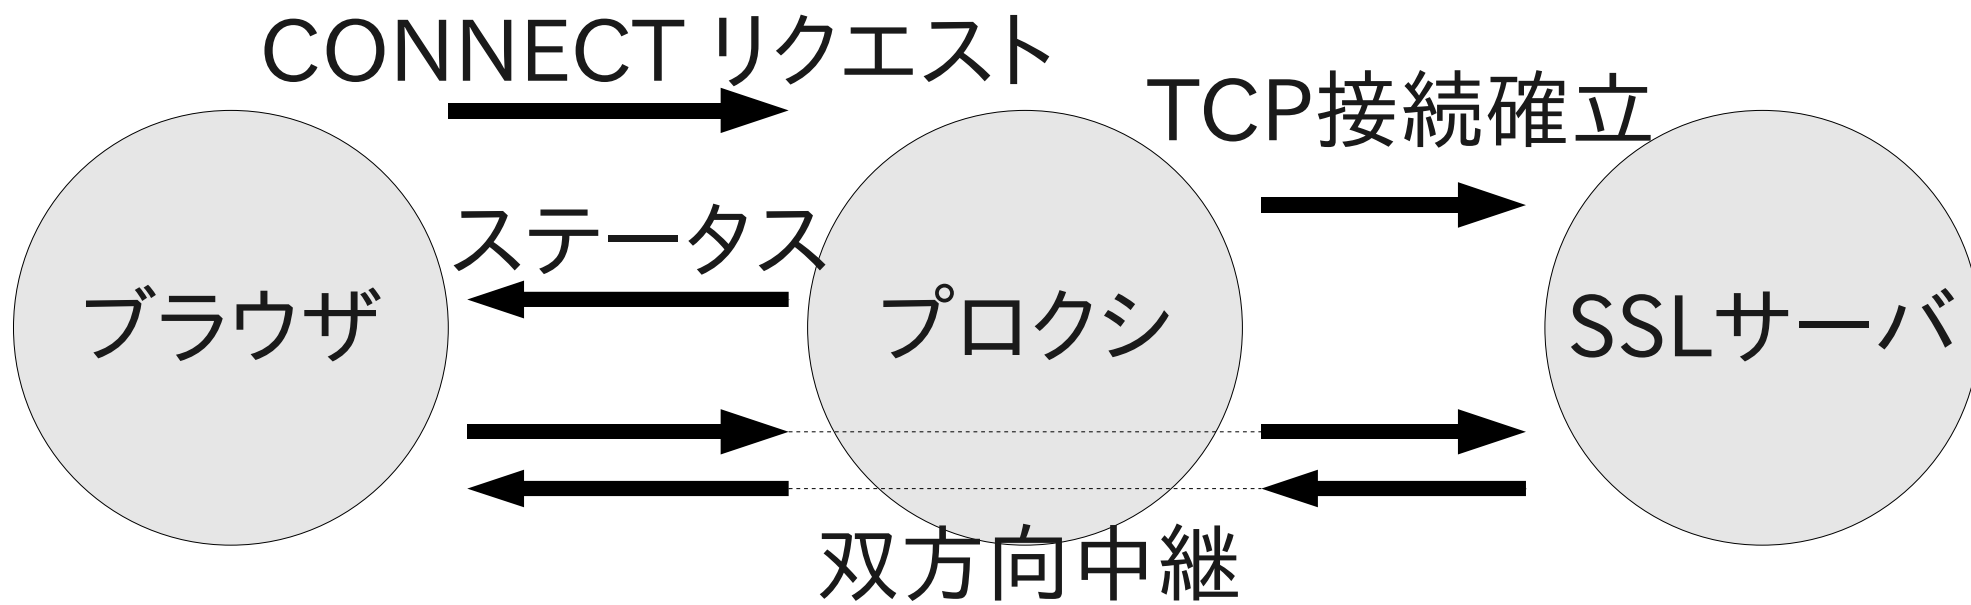 CONNECT リクエスト
TCP接続確立
ステータス
ブラウザ
プロクシ
SSLサーバ
双方向中継